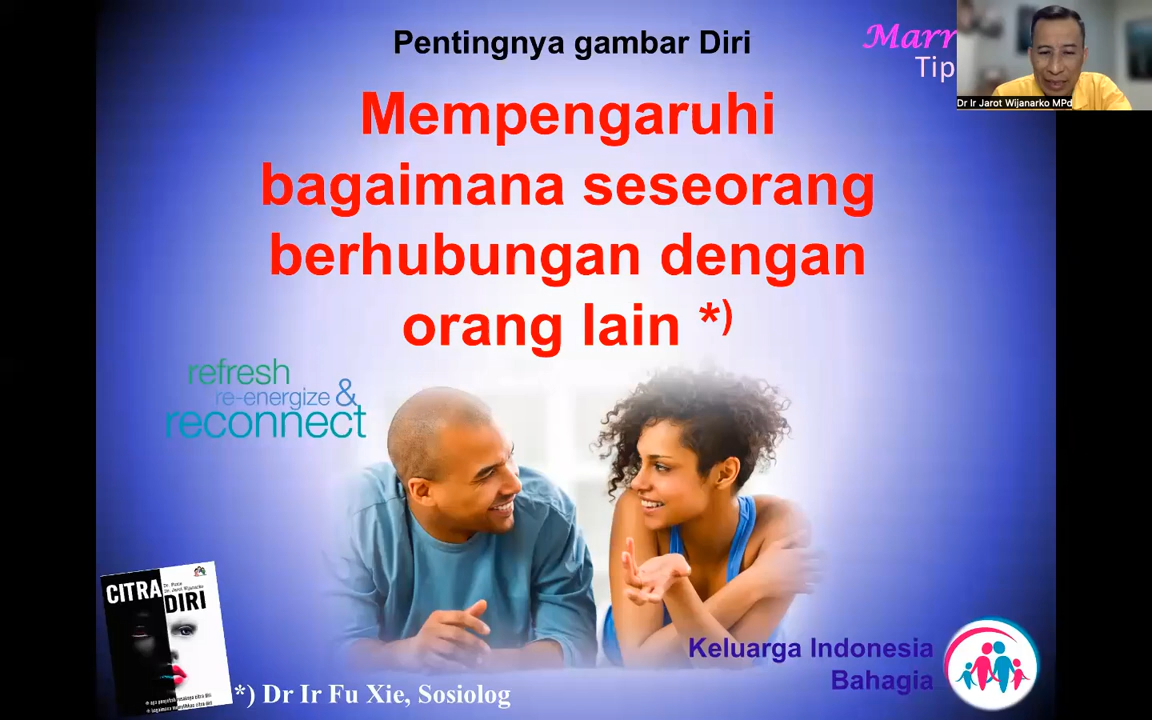 Pentingnya gambar Diri
Marr
Tip
Dr Ir Jarot Wijanarko MPd
Mempengaruhi
bagaimana seseorang
berhubungan dengan
orang lain *)
refresh
re-energize &
reconnect
CITRA
DIRI
Keluarga Indonesia
Bahagia
*) Dr Ir Fu Xie, Sosiolog